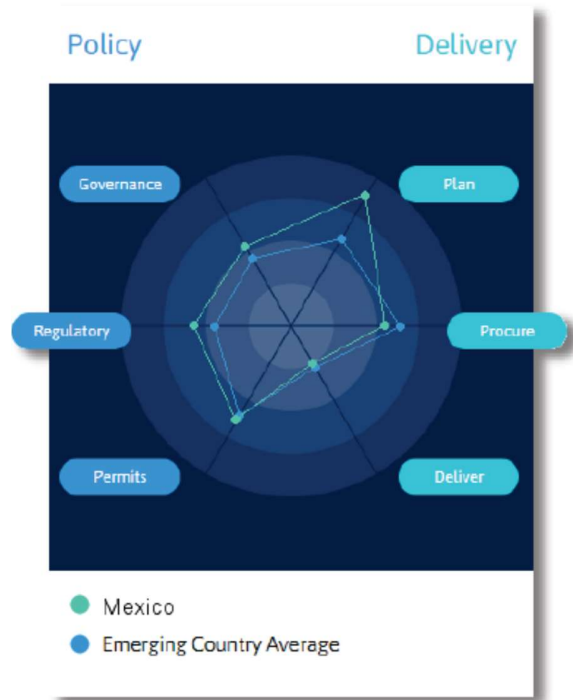 Policy Delivery
Governance Plan
Regulatory Procure
Permits Deliver
Mexico
Emerging Country Average